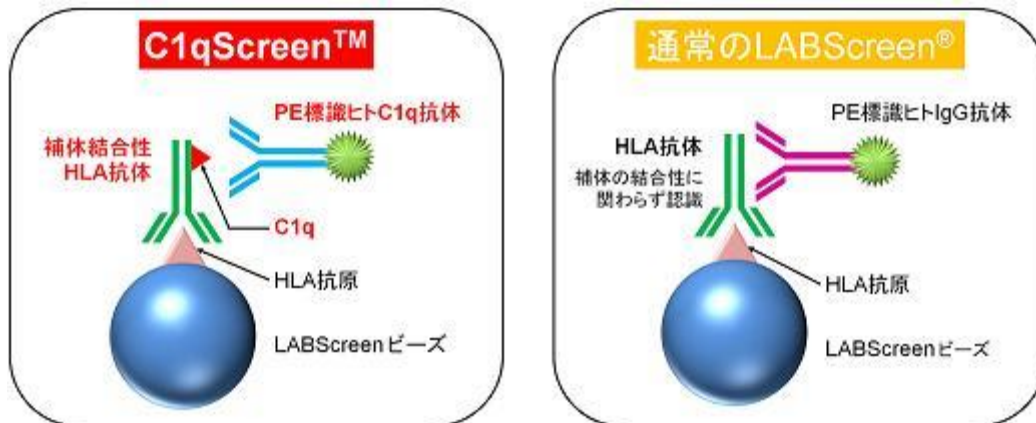 C1qScreen™
PE標識ヒトC1q抗体
補体結合性
HLA抗体
C1q
HLA抗原
LABScreenビーズ
通常のLABScreen®
PE標識ヒトIgG抗体
HLA抗体
補体の結合性に
関わらず認識
HLA抗原
LABScreenビーズ